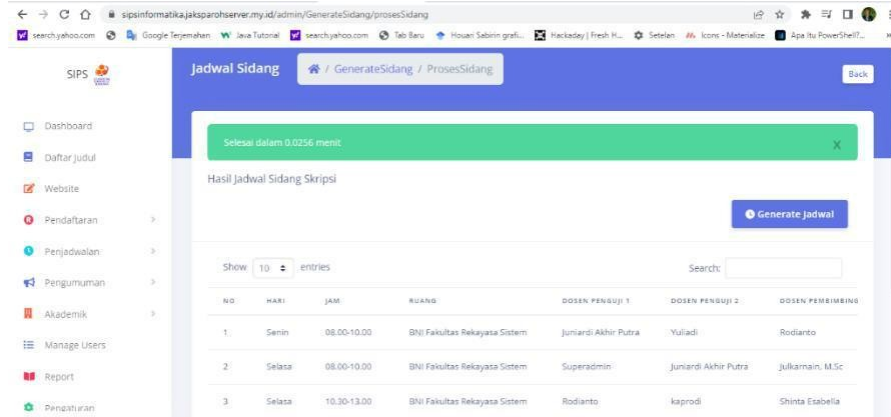 sipsinformatika.jaksparohserver.my.id/admin/GenerateSidang/prosesSidang
search.yahoo.com Google Terjemahan Java Tutorial search.yahoo.com Tab Baru Houari Sabirin grafi... Hackaday | Fresh H... Setelan Icons - Materialize Apa Itu PowerShell?...
SIPS
Jadwal Sidang / GenerateSidang / ProsesSidang
Back
Dashboard
Daftar Judul
Website
Pendaftaran
Penjadwalan
Pengumuman
Akademik
Manage Users
Report
Pengaturan
Selesai dalam 0,0256 menit X
Hasil Jadwal Sidang Skripsi
Generate Jadwal
Show 10 entries Search:
NO HARI JAM RUANG DOSEN PENGUJI 1 DOSEN PENGUJI 2 DOSEN PEMBIMBING
1 Senin 08.00-10.00 BNI Fakultas Rekayasa Sistem Juniardi Akhir Putra Yuliadi Rodianto
2 Selasa 08.00-10.00 BNI Fakultas Rekayasa Sistem Superadmin Juniardi Akhir Putra Julkarnain, M.Sc
3 Selasa 10.30-13.00 BNI Fakultas Rekayasa Sistem Rodianto kaprodi Shinta Esabella